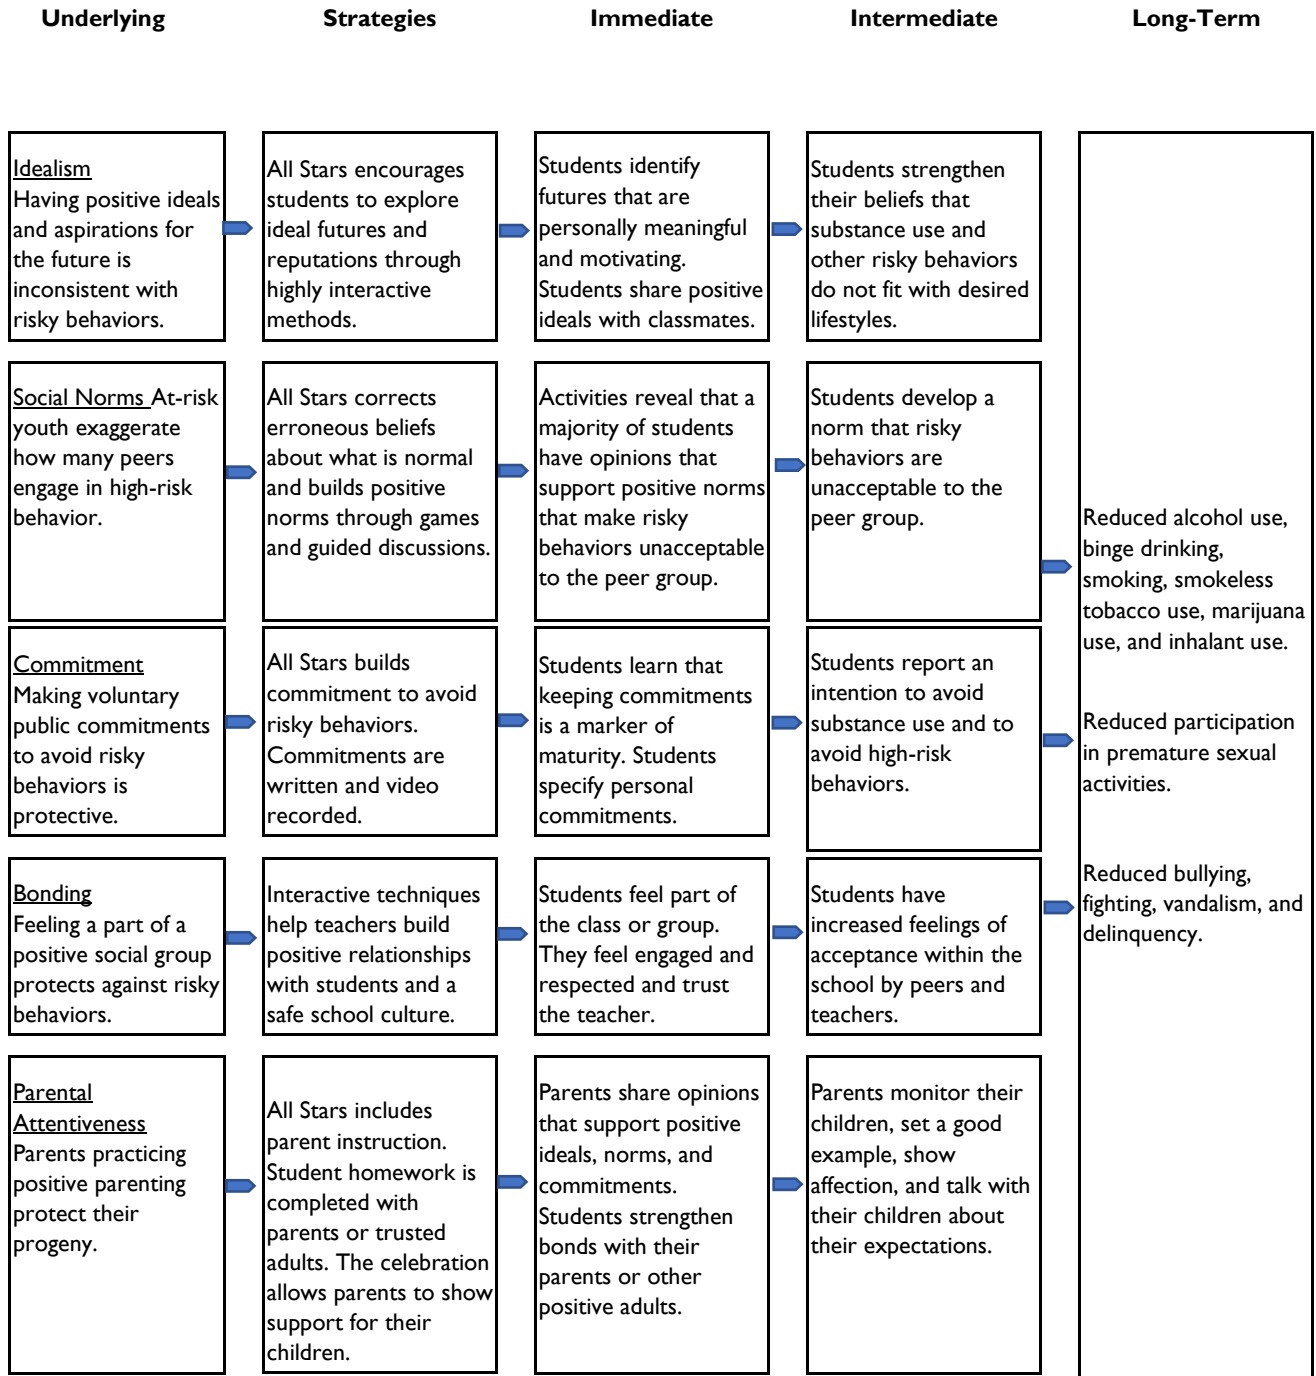 Underlying Strategies Immediate Intermediate Long-Term
Idealism
Having positive ideals
and aspirations for
the future is
inconsistent with
risky behaviors.
All Stars encourages
students to explore
ideal futures and
reputations through
highly interactive
methods.
Students identify
futures that are
personally meaningful
and motivating.
Students share positive
ideals with classmates.
Students strengthen
their beliefs that
substance use and
other risky behaviors
do not fit with desired
lifestyles.
Social Norms At-risk
youth exaggerate
how many peers
engage in high-risk
behavior.
All Stars corrects
erroneous beliefs
about what is normal
and builds positive
norms through games
and guided discussions.
Activities reveal that a
majority of students
have opinions that
support positive norms
that make risky
behaviors unacceptable
to the peer group.
Students develop a
norm that risky
behaviors are
unacceptable to the
peer group.
Commitment
Making voluntary
public commitments
to avoid risky
behaviors is
protective.
All Stars builds
commitment to avoid
risky behaviors.
Commitments are
written and video
recorded.
Students learn that
keeping commitments
is a marker of
maturity. Students
specify personal
commitments.
Students report an
intention to avoid
substance use and to
avoid high-risk
behaviors.
Bonding
Feeling a part of a
positive social group
protects against risky
behaviors.
Interactive techniques
help teachers build
positive relationships
with students and a
safe school culture.
Students feel part of
the class or group.
They feel engaged and
respected and trust
the teacher.
Students have
increased feelings of
acceptance within the
school by peers and
teachers.
Parental
Attentiveness
Parents practicing
positive parenting
protect their
progeny.
All Stars includes
parent instruction.
Student homework is
completed with
parents or trusted
adults. The celebration
allows parents to show
support for their
children.
Parents share opinions
that support positive
ideals, norms, and
commitments.
Students strengthen
bonds with their
parents or other
positive adults.
Parents monitor their
children, set a good
example, show
affection, and talk with
their children about
their expectations.
Reduced alcohol use,
binge drinking,
smoking, smokeless
tobacco use, marijuana
use, and inhalant use.
Reduced participation
in premature sexual
activities.
Reduced bullying,
fighting, vandalism, and
delinquency.